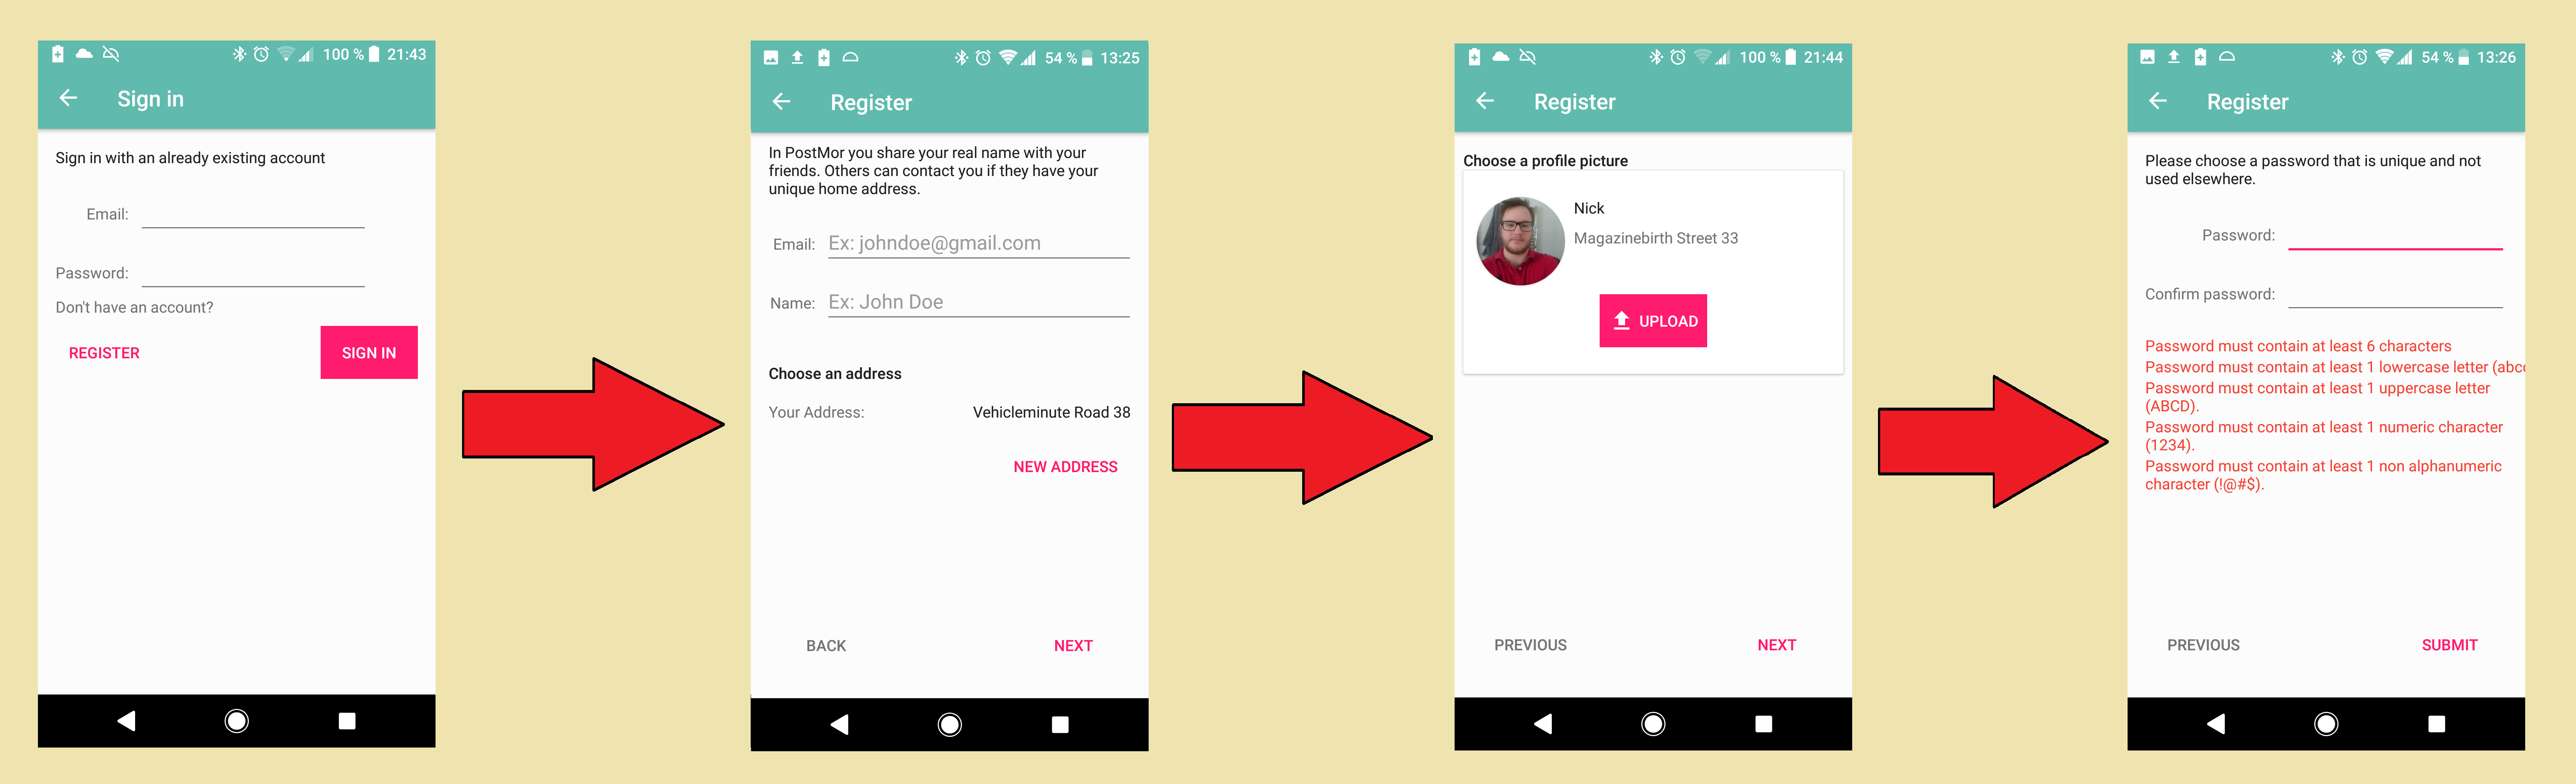 100 % 21:43
Sign in
Sign in with an already existing account
Email:
Password:
Don't have an account?
REGISTER
SIGN IN
54 % 13:25
Register
In PostMor you share your real name with your
friends. Others can contact you if they have your
unique home address.
Email: Ex: johndoe@gmail.com
Name: Ex: John Doe
Choose an address
Your Address: Vehicleminute Road 38
NEW ADDRESS
BACK NEXT
100 % 21:44
Register
Choose a profile picture
Nick
Magazinebirth Street 33
UPLOAD
PREVIOUS NEXT
54 % 13:26
Register
Please choose a password that is unique and not
used elsewhere.
Password:
Confirm password:
Password must contain at least 6 characters
Password must contain at least 1 lowercase letter (abc
Password must contain at least 1 uppercase letter
(ABCD).
Password must contain at least 1 numeric character
(1234).
Password must contain at least 1 non alphanumeric
character (!@#$).
PREVIOUS SUBMIT